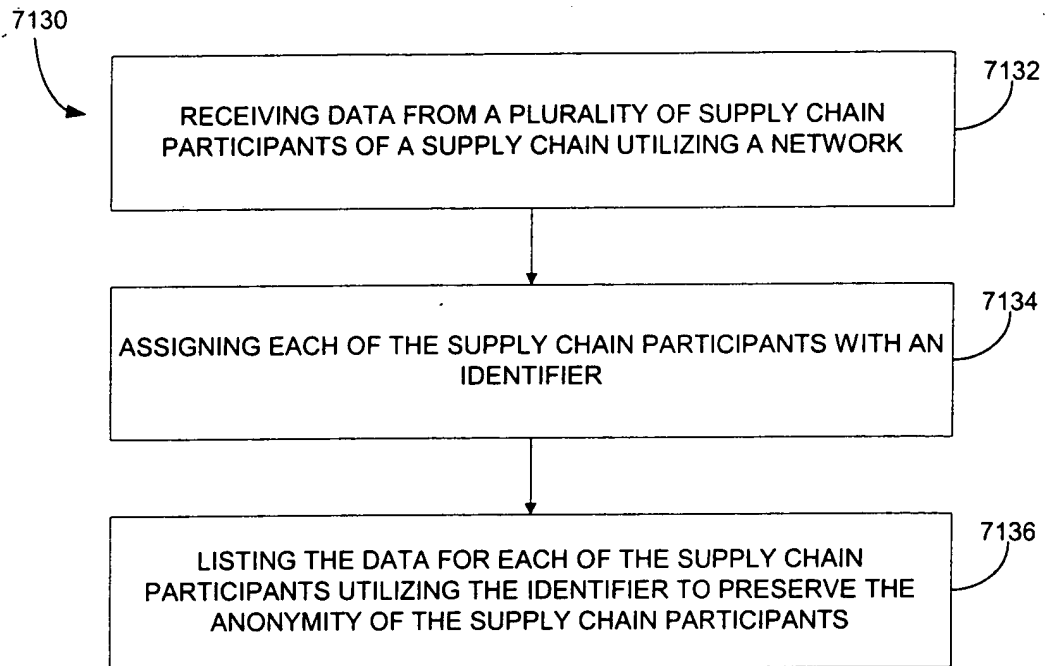 7130
7132
RECEIVING DATA FROM A PLURALITY OF SUPPLY CHAIN
PARTICIPANTS OF A SUPPLY CHAIN UTILIZING A NETWORK
7134
ASSIGNING EACH OF THE SUPPLY CHAIN PARTICIPANTS WITH AN
IDENTIFIER
7136
LISTING THE DATA FOR EACH OF THE SUPPLY CHAIN
PARTICIPANTS UTILIZING THE IDENTIFIER TO PRESERVE THE
ANONYMITY OF THE SUPPLY CHAIN PARTICIPANTS